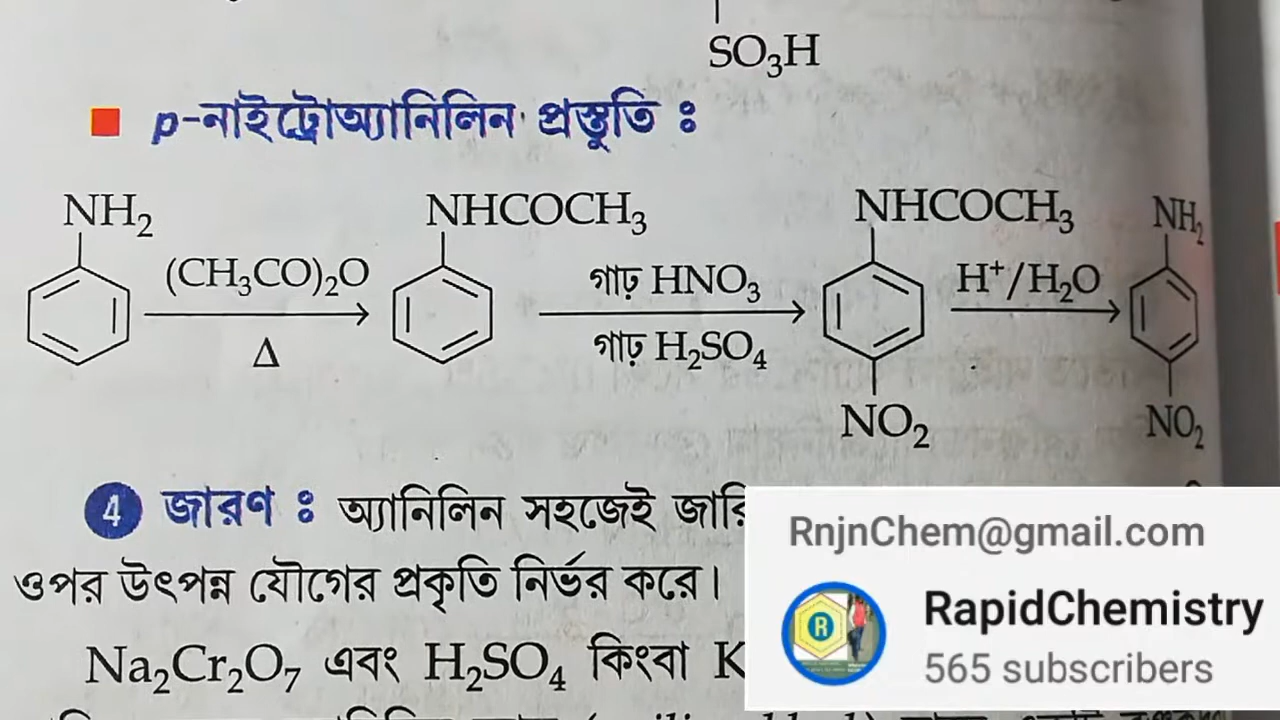 SO₃H
p-নাইট্রোঅ্যানিলিন প্রস্তুতি :
NH₂ NHCOCH₃ NHCOCH₃ NH₂
(CH₃CO)₂O গাঢ় HNO₃ H⁺/H₂O
Δ গাঢ় H₂SO₄
NO₂ NO₂
4 জারণ : অ্যানিলিন সহজেই
ওপর উৎপন্ন যৌগের প্রকৃতি নির্ভর করে।
Na₂Cr₂O₇ এবং H₂SO₄ কিংবা K
RnjnChem@gmail.com
R
RapidChemistry
565 subscribers